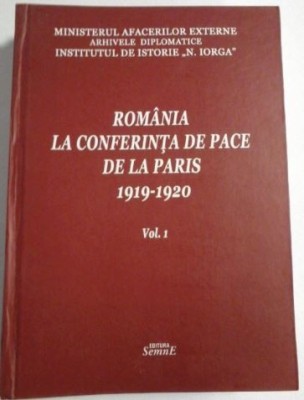 MINISTERUL AFACERILOR EXTERNE
ARHIVELE DIPLOMATICE
INSTITUTUL DE ISTORIE „N. IORGA”
ROMÂNIA
LA CONFERINȚA DE PACE
DE LA PARIS
1919-1920
Vol. 1
EDITURA
SemnE